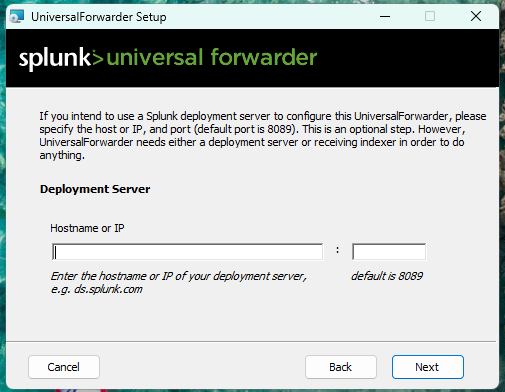 UniversalForwarder Setup
splunk>universal forwarder
If you intend to use a Splunk deployment server to configure this UniversalForwarder, please
specify the host or IP, and port (default port is 8089). This is an optional step. However,
UniversalForwarder needs either a deployment server or receiving indexer in order to do
anything.
Deployment Server
Hostname or IP
:
Enter the hostname or IP of your deployment server,
e.g. ds.splunk.com
default is 8089
Cancel
Back
Next